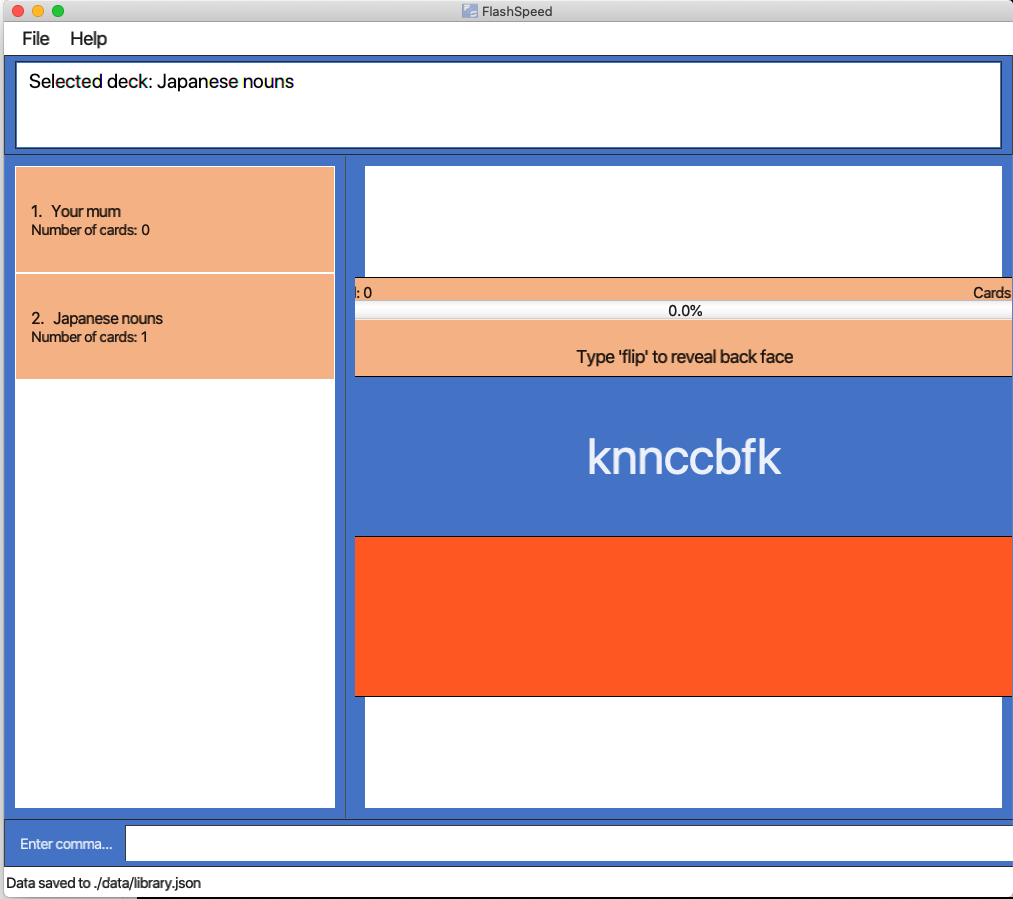 FlashSpeed
File Help
Selected deck: Japanese nouns
1. Your mum
Number of cards: 0
2. Japanese nouns
Number of cards: 1
: 0 Cards
0.0%
Type 'flip' to reveal back face
knnccbfk
Enter comma...
Data saved to ./data/library.json